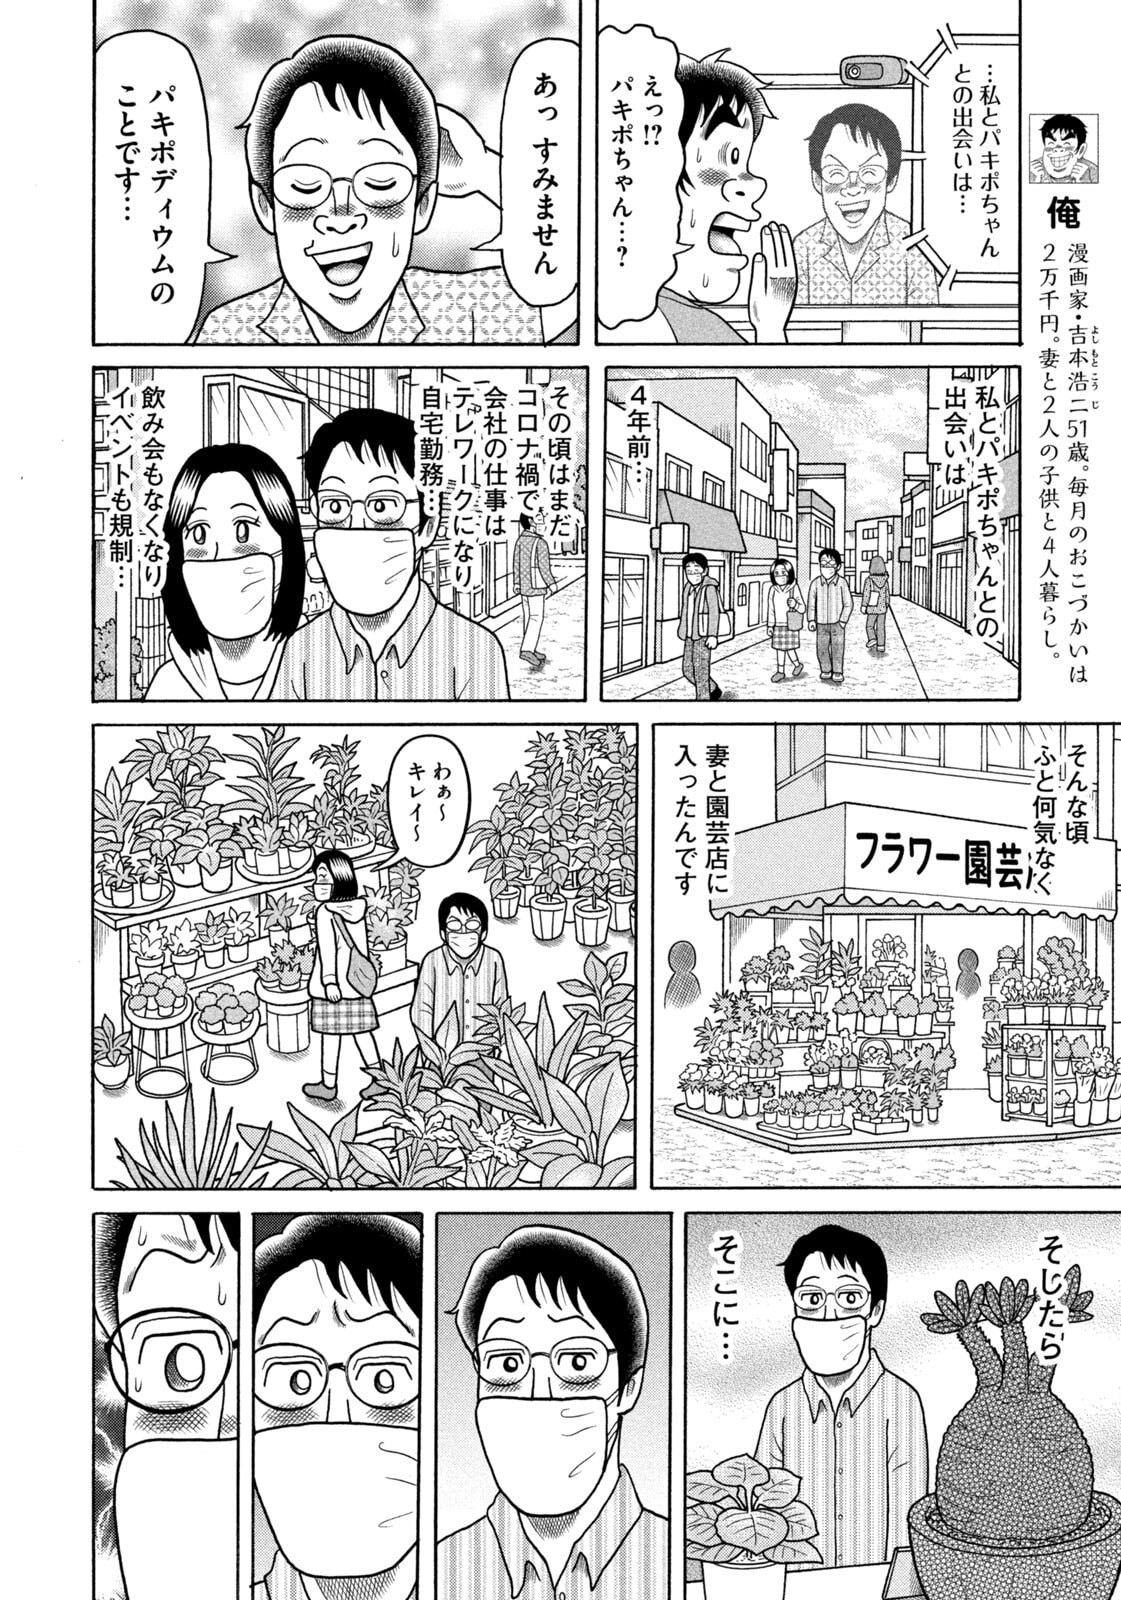 俺
漫画家・吉本浩二51歳。毎月のおこづかいは
よしもとこうじ
2万千円。妻と2人の子供と4人暮らし。
…私とパキポちゃん
との出会いは…
えっ!?
パキポちゃん…?
あっ すみません
パキポディウムの
ことです…
私とパキポちゃんとの
出会いは
4年前…
その頃はまだ
コロナ禍で
会社の仕事は
テレワークになり
自宅勤務…
飲み会もなくなり
イベントも規制…
そんな頃
ふと何気なく
妻と園芸店に
入ったんです
フラワー園芸
わぁ〜
キレイ〜
そしたら
そこに…